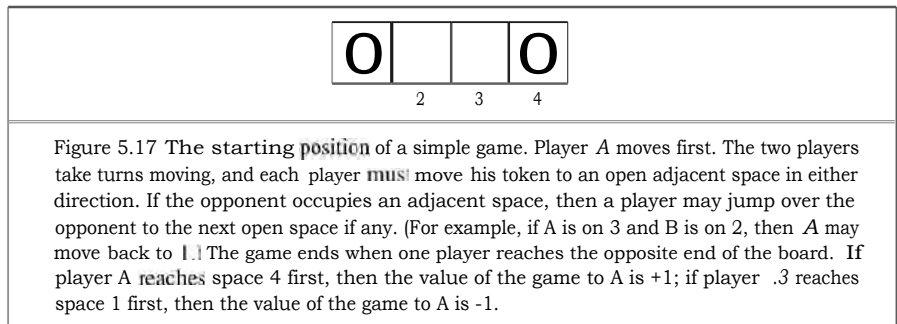 O O
2 3 4
Figure 5.17 The starting position of a simple game. Player A moves first. The two players
take turns moving, and each player must move his token to an open adjacent space in either
direction. If the opponent occupies an adjacent space, then a player may jump over the
opponent to the next open space if any. (For example, if A is on 3 and B is on 2, then A may
move back to 1.) The game ends when one player reaches the opposite end of the board. If
player A reaches space 4 first, then the value of the game to A is +1; if player .3 reaches
space 1 first, then the value of the game to A is -1.